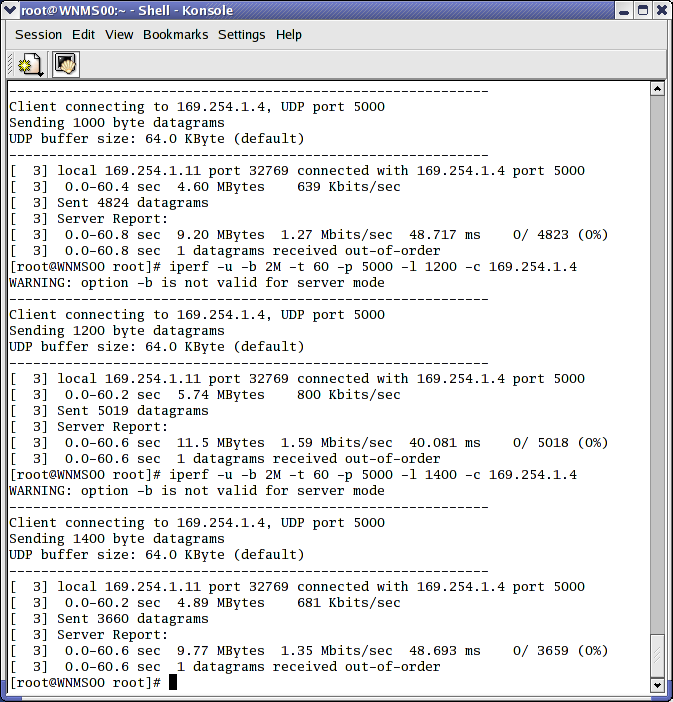 root@WNMS00:~ - Shell - Konsole
Session Edit View Bookmarks Settings Help
------------------------------------------------------------
Client connecting to 169.254.1.4, UDP port 5000
Sending 1000 byte datagrams
UDP buffer size: 64.0 KByte (default)
------------------------------------------------------------
[  3] local 169.254.1.11 port 32769 connected with 169.254.1.4 port 5000
[  3]  0.0-60.4 sec  4.60 MBytes    639 Kbits/sec
[  3] Sent 4824 datagrams
[  3] Server Report:
[  3]  0.0-60.8 sec  9.20 MBytes  1.27 Mbits/sec  48.717 ms    0/ 4823 (0%)
[  3]  0.0-60.8 sec  1 datagrams received out-of-order
[root@WNMS00 root]# iperf -u -b 2M -t 60 -p 5000 -l 1200 -c 169.254.1.4
WARNING: option -b is not valid for server mode
------------------------------------------------------------
Client connecting to 169.254.1.4, UDP port 5000
Sending 1200 byte datagrams
UDP buffer size: 64.0 KByte (default)
------------------------------------------------------------
[  3] local 169.254.1.11 port 32769 connected with 169.254.1.4 port 5000
[  3]  0.0-60.2 sec  5.74 MBytes    800 Kbits/sec
[  3] Sent 5019 datagrams
[  3] Server Report:
[  3]  0.0-60.6 sec  11.5 MBytes  1.59 Mbits/sec  40.081 ms    0/ 5018 (0%)
[  3]  0.0-60.6 sec  1 datagrams received out-of-order
[root@WNMS00 root]# iperf -u -b 2M -t 60 -p 5000 -l 1400 -c 169.254.1.4
WARNING: option -b is not valid for server mode
------------------------------------------------------------
Client connecting to 169.254.1.4, UDP port 5000
Sending 1400 byte datagrams
UDP buffer size: 64.0 KByte (default)
------------------------------------------------------------
[  3] local 169.254.1.11 port 32769 connected with 169.254.1.4 port 5000
[  3]  0.0-60.2 sec  4.89 MBytes    681 Kbits/sec
[  3] Sent 3660 datagrams
[  3] Server Report:
[  3]  0.0-60.6 sec  9.77 MBytes  1.35 Mbits/sec  48.693 ms    0/ 3659 (0%)
[  3]  0.0-60.6 sec  1 datagrams received out-of-order
[root@WNMS00 root]#